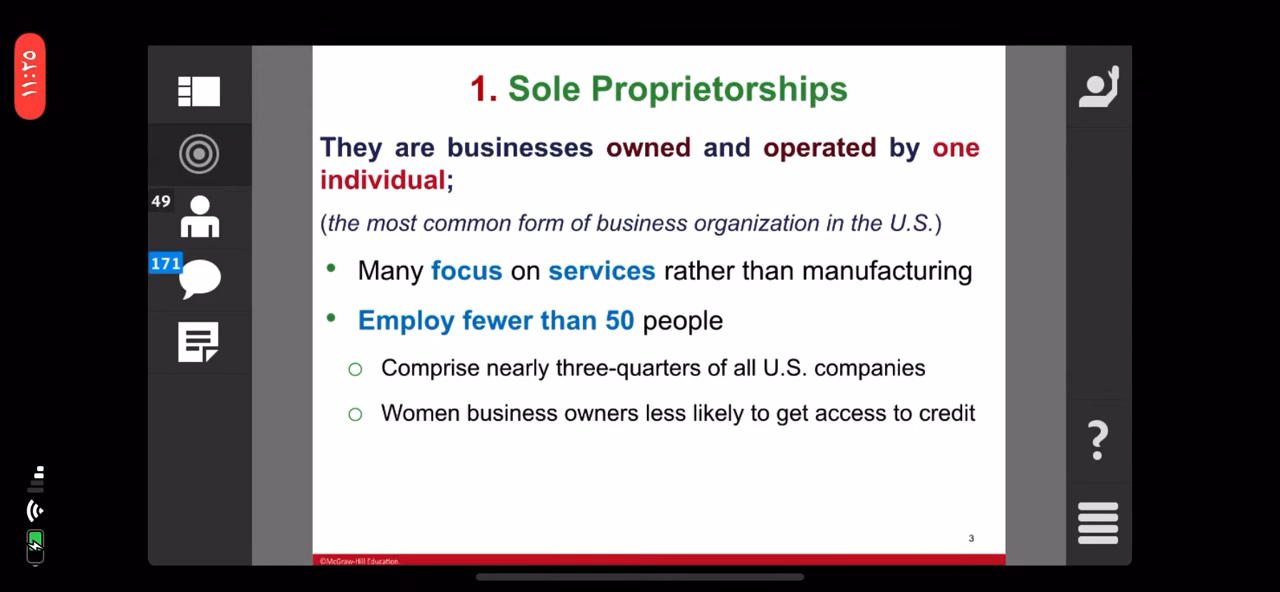 ١١:٢٥
1. Sole Proprietorships
They are businesses owned and operated by one
individual;
(the most common form of business organization in the U.S.)
• Many focus on services rather than manufacturing
• Employ fewer than 50 people
○ Comprise nearly three-quarters of all U.S. companies
○ Women business owners less likely to get access to credit
3
©McGraw-Hill Education.
49
171
?